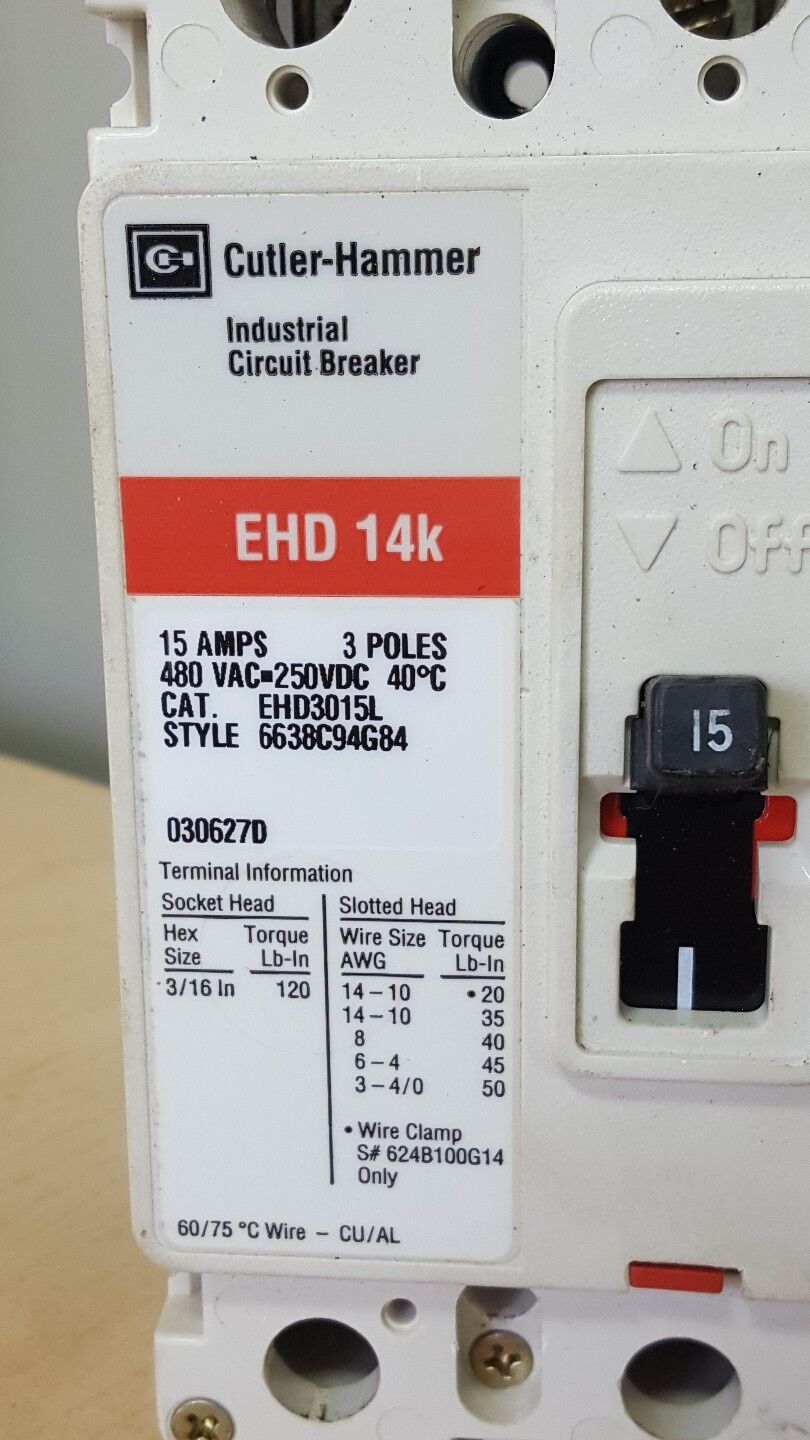 Cutler-Hammer
Industrial
Circuit Breaker
EHD 14k
15 AMPS 3 POLES
480 VAC▪250VDC 40°C
CAT. EHD3015L
STYLE 6638C94G84
030627D
Terminal Information
Socket Head
Hex Size Torque Lb-In
3/16 In 120
Slotted Head
Wire Size AWG Torque Lb-In
14–10 •20
14–10 35
8 40
6–4 45
3–4/0 50
• Wire Clamp
S# 624B100G14
Only
60/75 °C Wire – CU/AL
On
Off
15